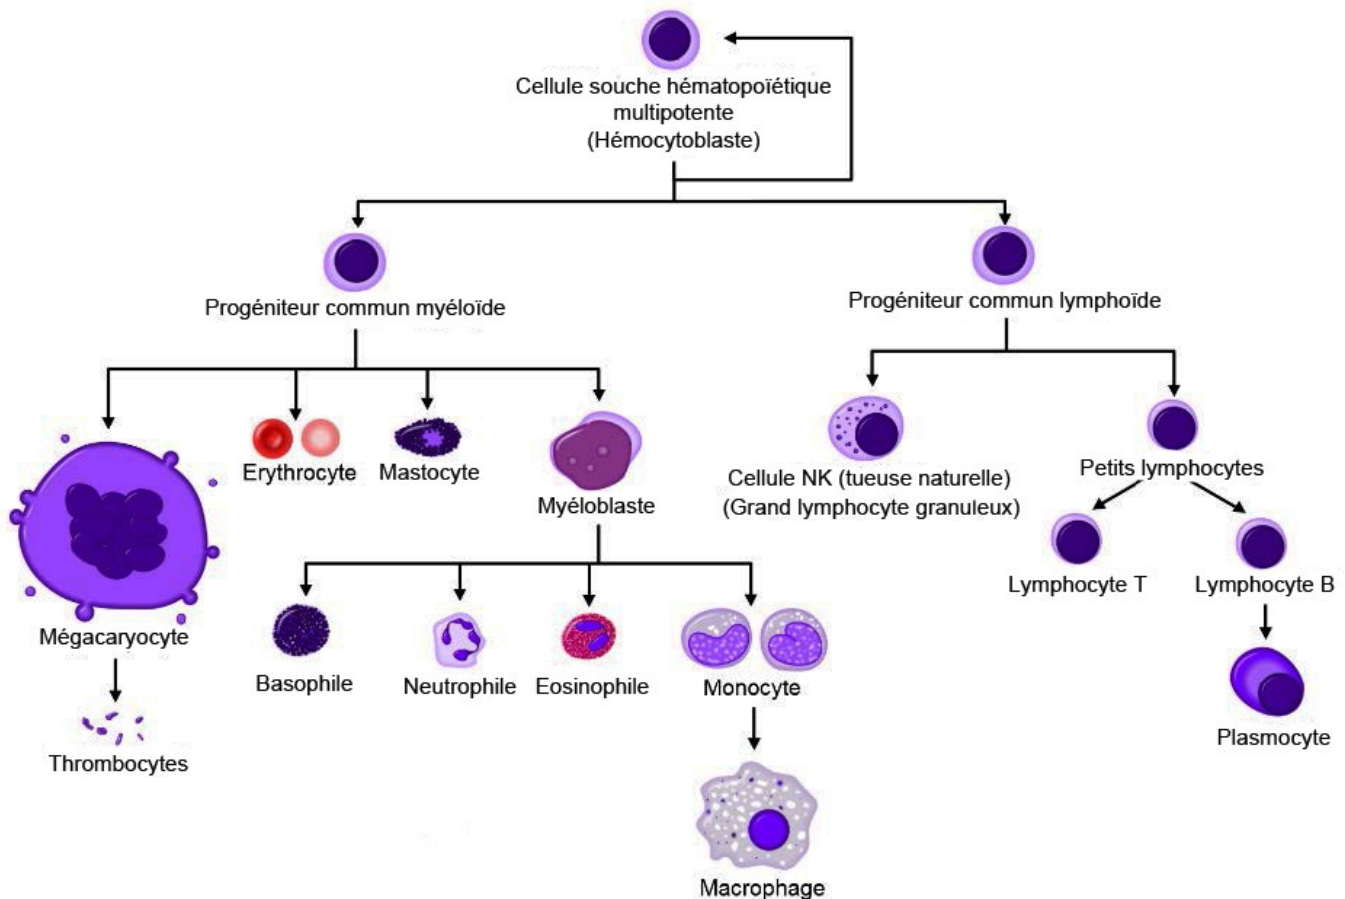 Cellule souche hématopoïétique
multipotente
(Hémocytoblaste)
Progéniteur commun myéloïde
Progéniteur commun lymphoïde
Erythrocyte
Mastocyte
Myéloblaste
Cellule NK (tueuse naturelle)
(Grand lymphocyte granuleux)
Petits lymphocytes
Lymphocyte T
Lymphocyte B
Mégacaryocyte
Basophile
Neutrophile
Eosinophile
Monocyte
Plasmocyte
Thrombocytes
Macrophage